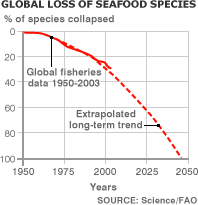 GLOBAL LOSS OF SEAFOOD SPECIES
% of species collapsed
0
20
40
60
80
100
Global fisheries
data 1950-2003
Extrapolated
long-term trend
1950 1975 2000 2025 2050
Years
SOURCE: Science/FAO